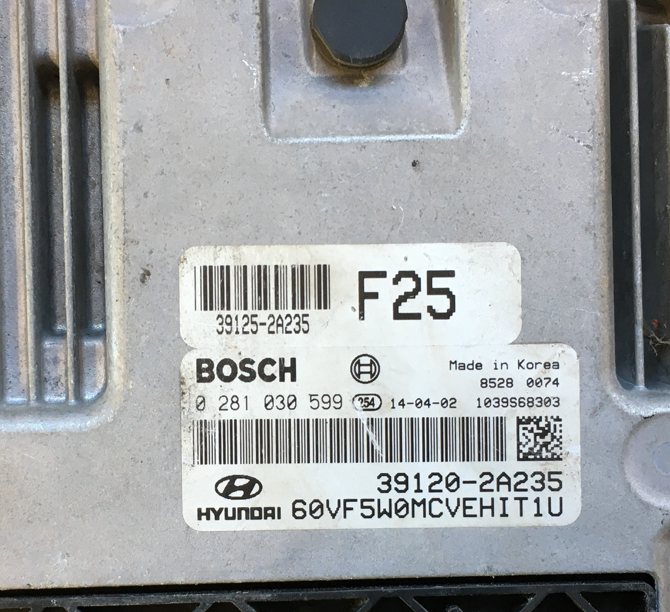 39125-2A235
F25
BOSCH
Made in Korea
8528 0074
0 281 030 599 254 14-04-02 1039S68303
39120-2A235
HYUNDAI 60VF5W0MCVEHIT1U